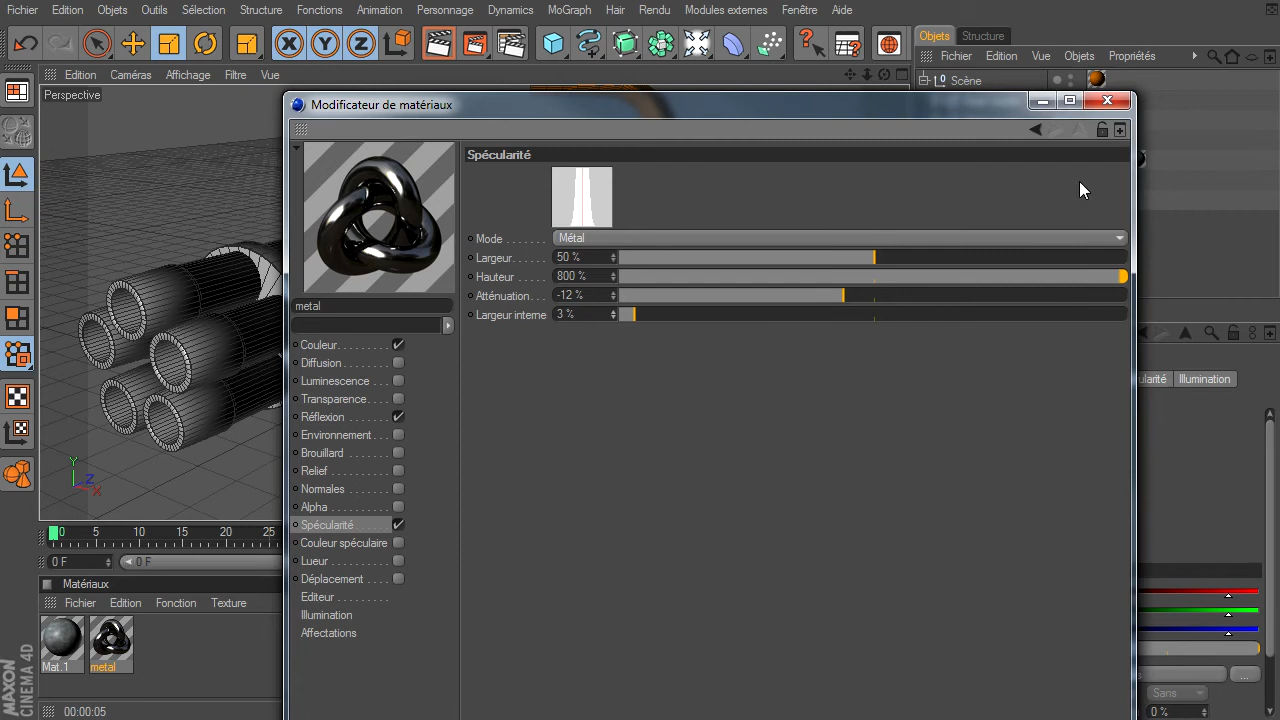 Fichier Edition Objets Outils Sélection Structure Fonctions Animation Personnage Dynamics MoGraph Hair Rendu Modules externes Fenêtre Aide
Objets Structure
Fichier Edition Vue Objets Propriétés
Edition Caméras Affichage Filtre Vue
Scène
Perspective
Modificateur de matériaux
Spécularité
Mode Métal
Largeur 50 %
Hauteur 800 %
Atténuation -12 %
Largeur interne 3 %
metal
Couleur
Diffusion
Luminescence
Transparence
Réflexion
Environnement
Brouillard
Relief
Normales
Alpha
Spécularité
Couleur spéculaire
Lueur
Déplacement
Editeur
Illumination
Affectations
ularité Illumination
Y Z X
0 5 10 15 20 25
0 F 0 F
Matériaux
Fichier Edition Fonction Texture
Mat.1 metal
Sans
0 %
00:00:05
MAXON
CINEMA 4D